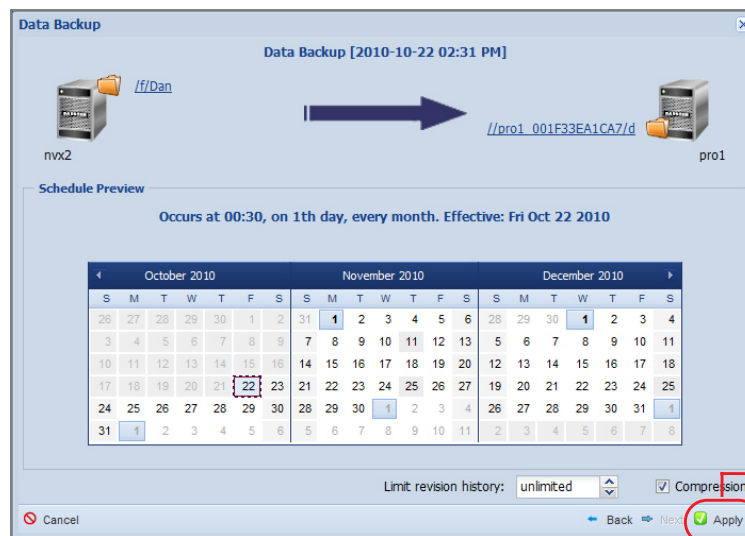 Data Backup
Data Backup [2010-10-22 02:31 PM]
/f/Dan
//pro1_001F33EA1CA7/d
nvx2
pro1
Schedule Preview
Occurs at 00:30, on 1th day, every month. Effective: Fri Oct 22 2010
October 2010
S M T W T F S
26 27 28 29 30 1 2
3 4 5 6 7 8 9
10 11 12 13 14 15 16
17 18 19 20 21 22 23
24 25 26 27 28 29 30
31 1 2 3 4 5 6
November 2010
S M T W T F S
31 1 2 3 4 5 6
7 8 9 10 11 12 13
14 15 16 17 18 19 20
21 22 23 24 25 26 27
28 29 30 1 2 3 4
5 6 7 8 9 10 11
December 2010
S M T W T F S
28 29 30 1 2 3 4
5 6 7 8 9 10 11
12 13 14 15 16 17 18
19 20 21 22 23 24 25
26 27 28 29 30 31 1
2 3 4 5 6 7 8
Limit revision history: unlimited Compression
Cancel Back Next Apply